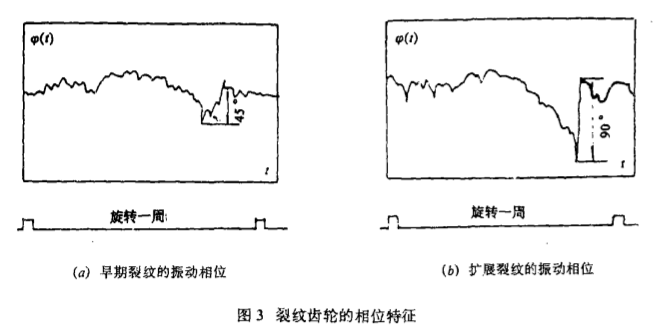 φ(t)
45°
t
旋转一周
(a) 早期裂纹的振动相位
φ(t)
90°
t
旋转一周
(b) 扩展裂纹的振动相位
图 3 裂纹齿轮的相位特征